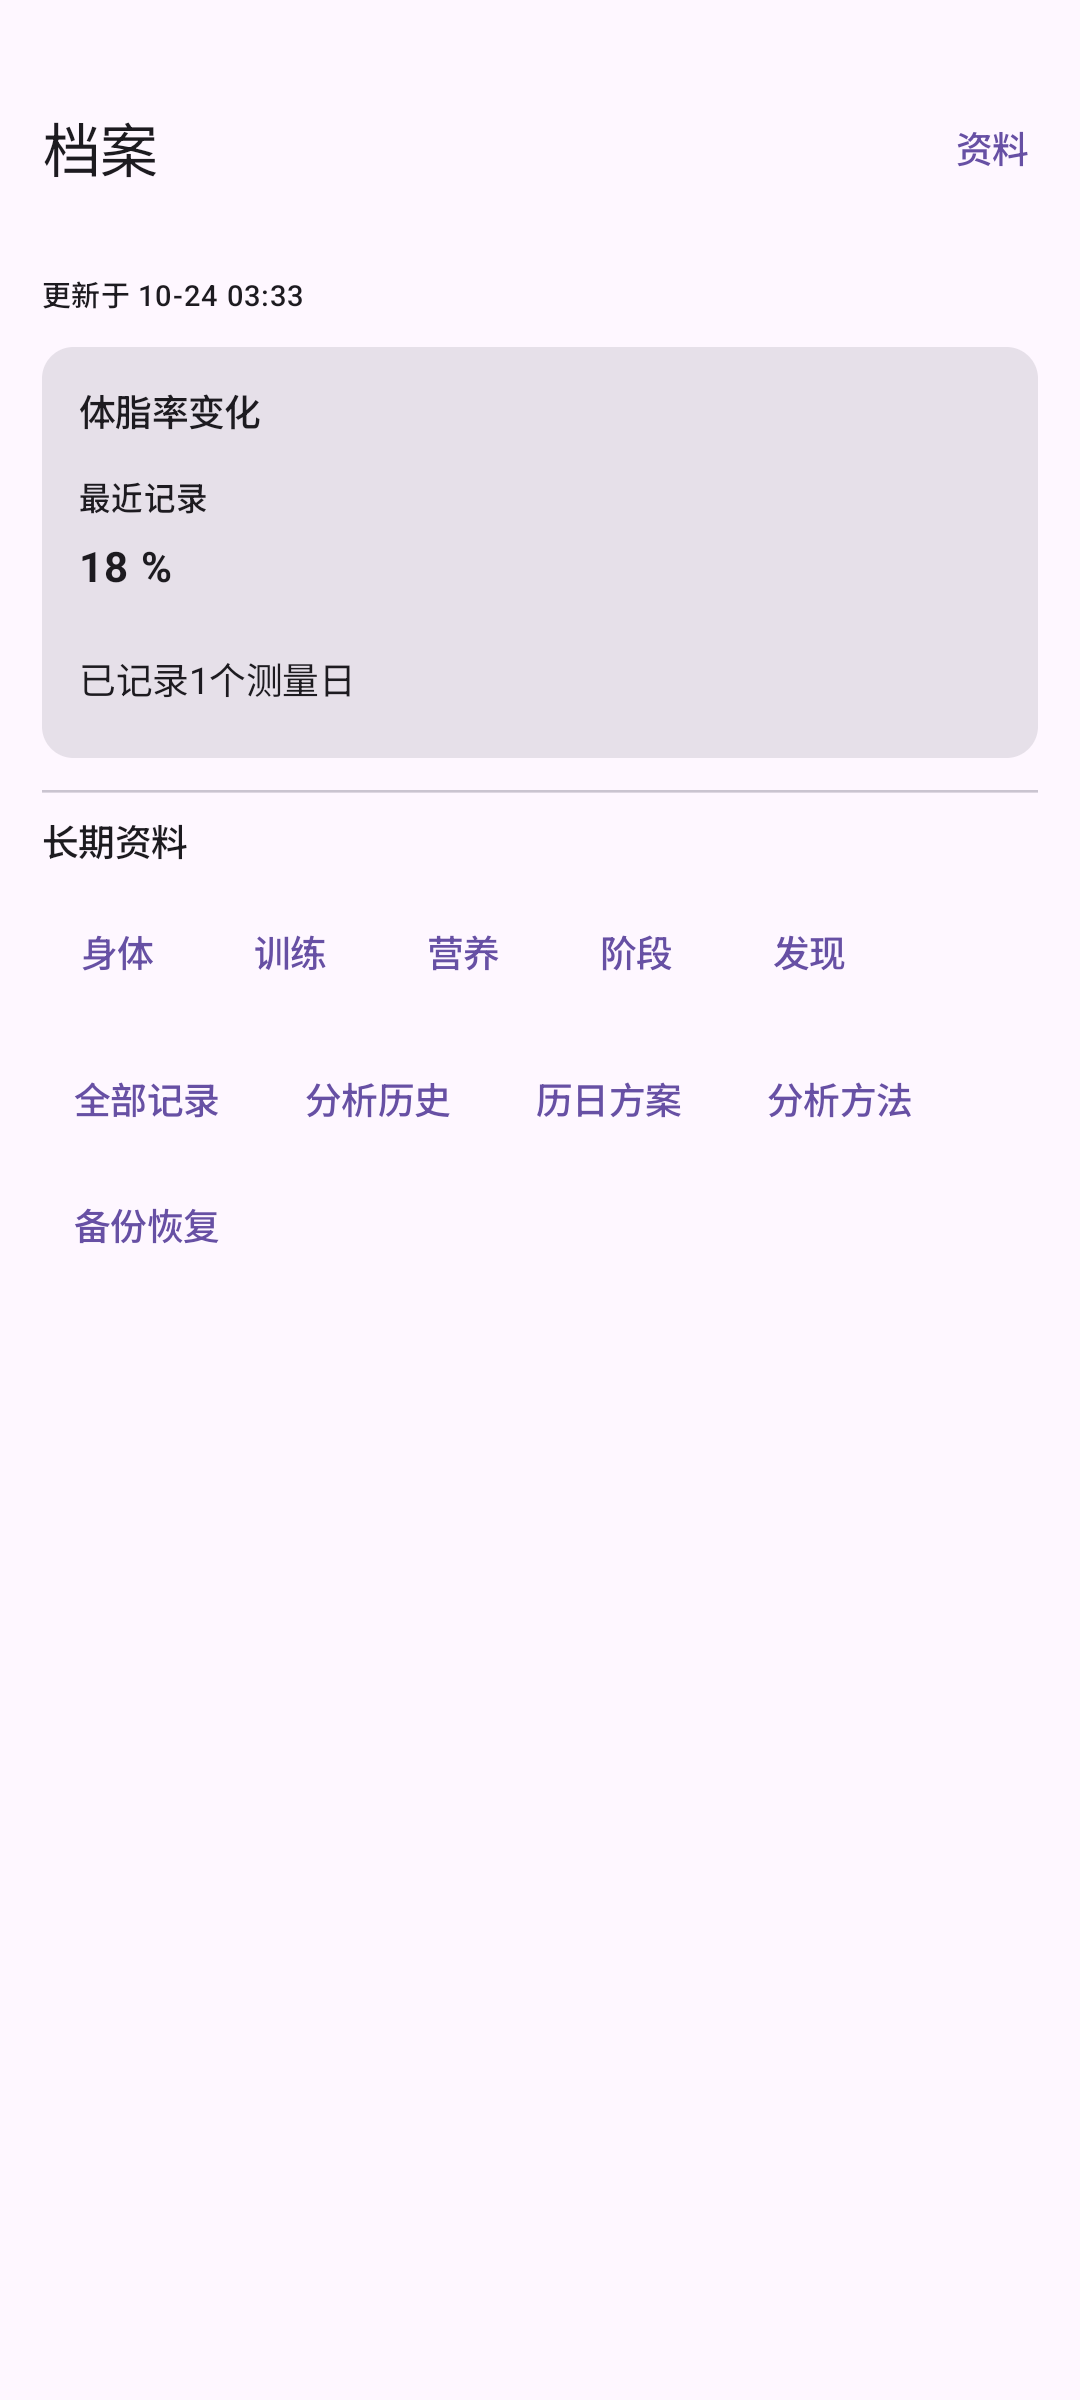 档案
资料
更新于 10-24 03:33
体脂率变化
最近记录
18 %
已记录1个测量日
长期资料
身体 训练 营养 阶段 发现
全部记录 分析历史 历日方案 分析方法
备份恢复